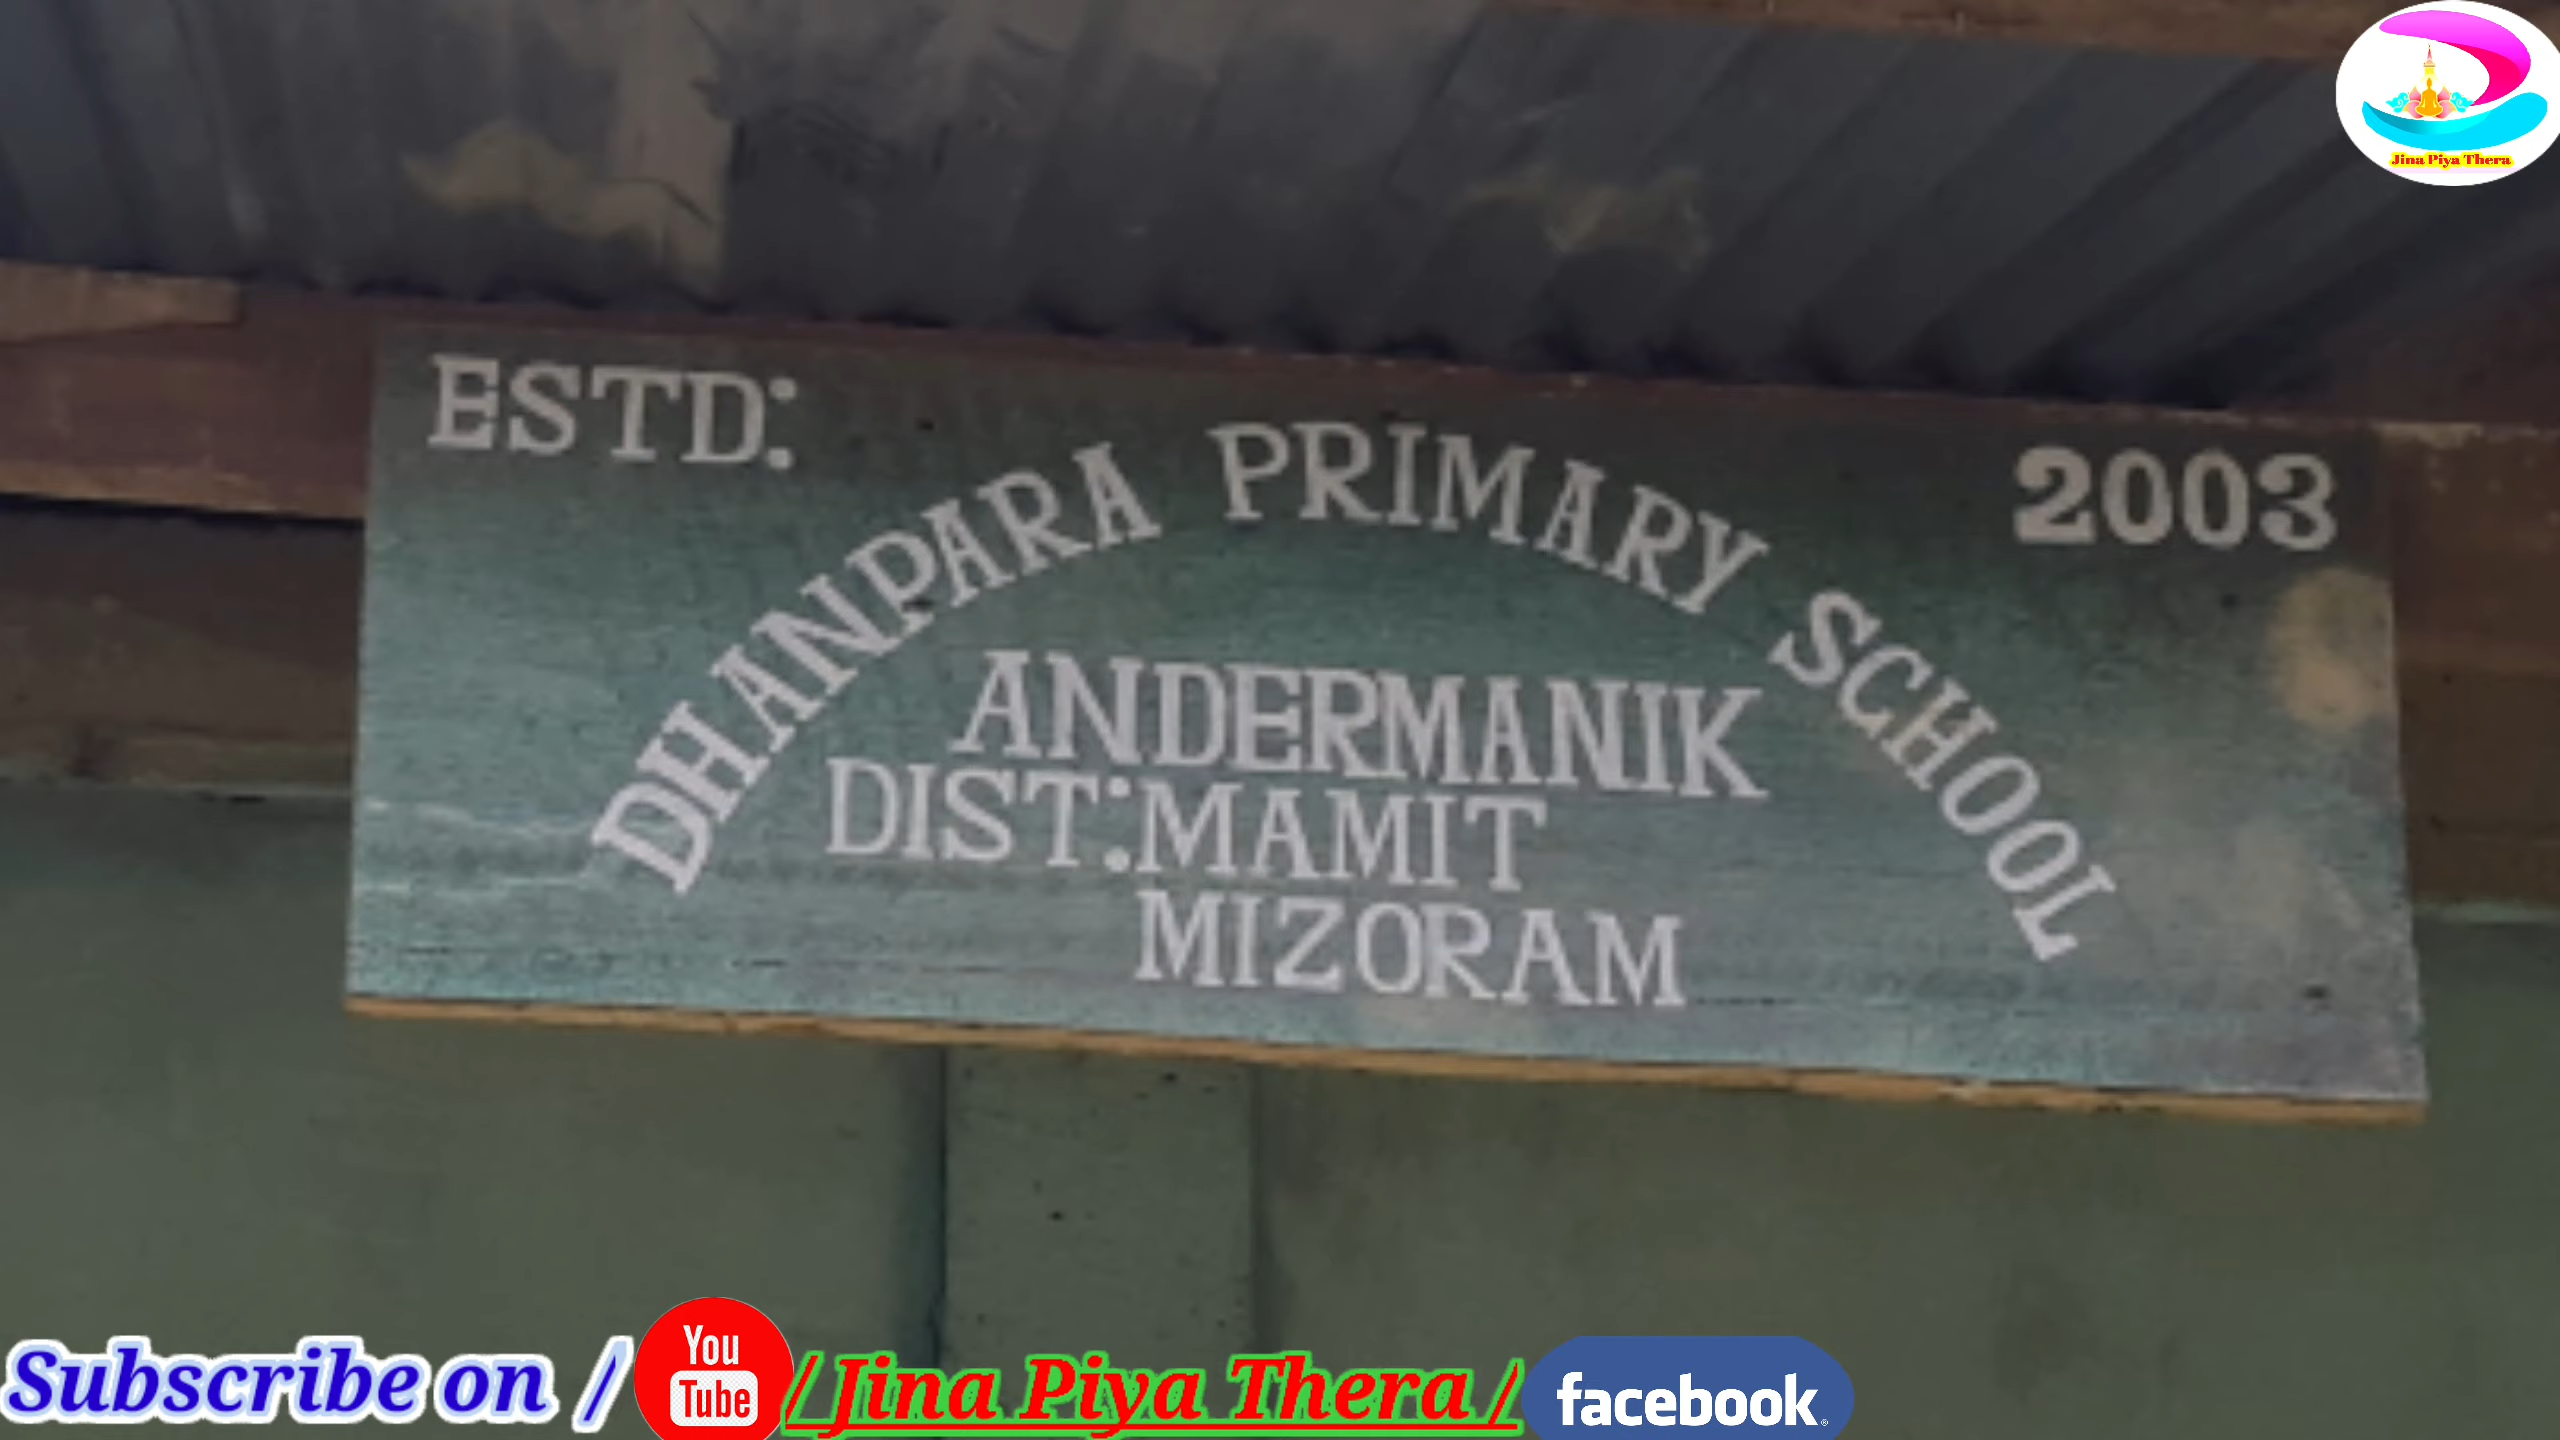 Jina Piya Thera
ESTD: 2003
DHANPARA PRIMARY SCHOOL
ANDERMANIK
DIST:MAMIT
MIZORAM
Subscribe on / You Tube / Jina Piya Thera / facebook